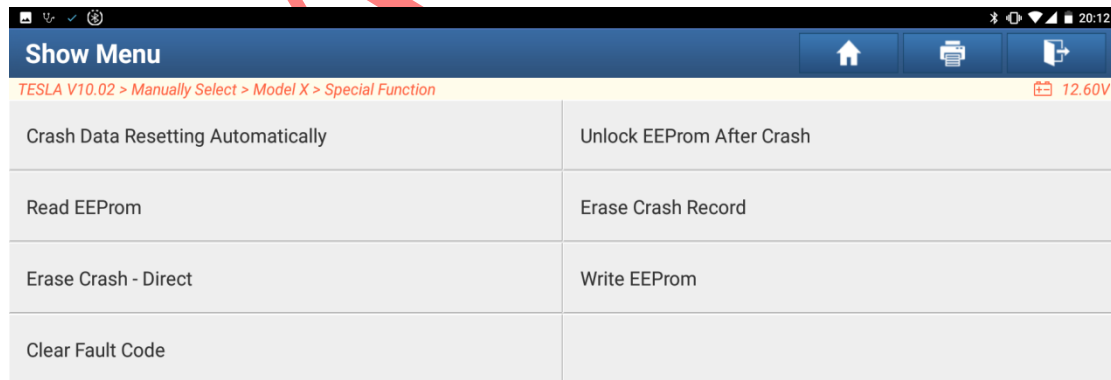 20:12
Show Menu
TESLA V10.02 > Manually Select > Model X > Special Function
12.60V
Crash Data Resetting Automatically
Unlock EEProm After Crash
Read EEProm
Erase Crash Record
Erase Crash - Direct
Write EEProm
Clear Fault Code